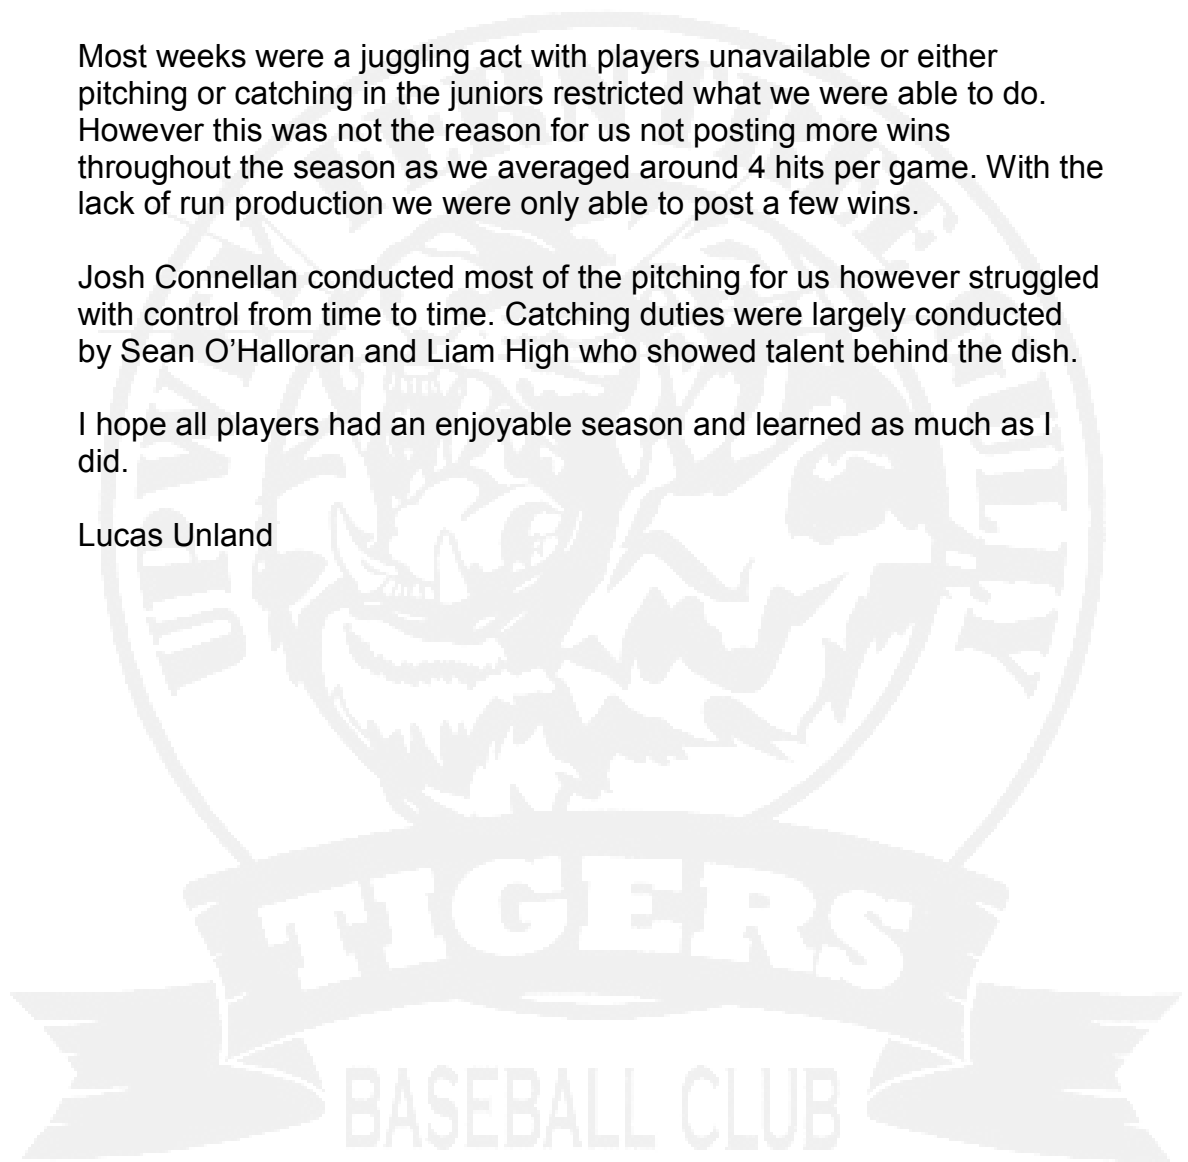 Most weeks were a juggling act with players unavailable or either
pitching or catching in the juniors restricted what we were able to do.
However this was not the reason for us not posting more wins
throughout the season as we averaged around 4 hits per game. With the
lack of run production we were only able to post a few wins.
Josh Connellan conducted most of the pitching for us however struggled
with control from time to time. Catching duties were largely conducted
by Sean O’Halloran and Liam High who showed talent behind the dish.
I hope all players had an enjoyable season and learned as much as I
did.
Lucas Unland
UPWEY FERNTREE GULLY
TIGERS
BASEBALL CLUB